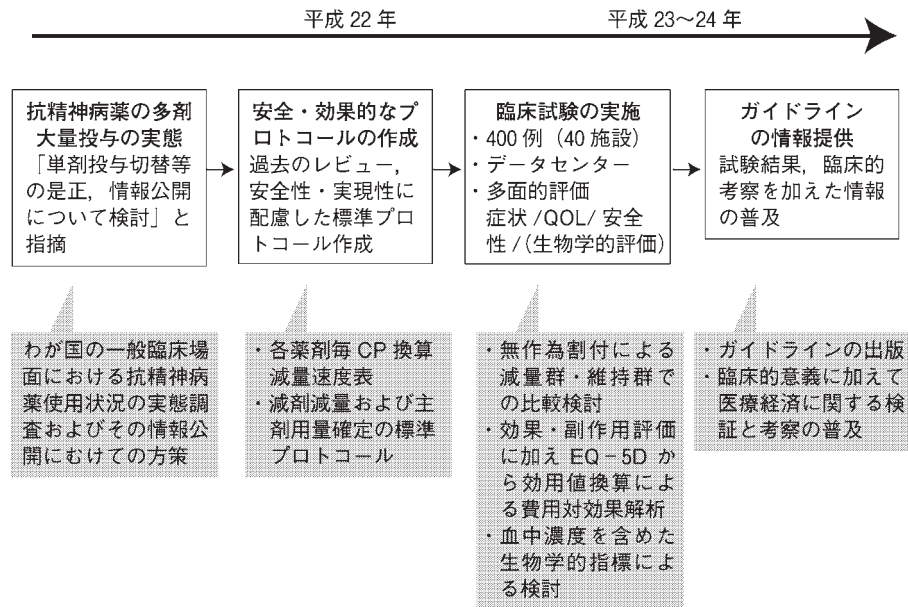 平成 22 年
平成 23～24 年
抗精神病薬の多剤
大量投与の実態
「単剤投与切替等
の是正，情報公開
について検討」と
指摘
安全・効果的なプ
ロトコールの作成
過去のレビュー，
安全性・実現性に
配慮した標準プロ
トコール作成
臨床試験の実施
・400 例（40 施設）
・データセンター
・多面的評価
症状 /QOL/ 安全
性 /（生物学的評価）
ガイドライン
の情報提供
試験結果，臨床的
考察を加えた情報
の普及
わが国の一般臨床場
面における抗精神病
薬使用状況の実態調
査およびその情報公
開にむけての方策
・各薬剤毎 CP 換算
減量速度表
・減剤減量および主
剤用量確定の標準
プロトコール
・無作為割付による
減量群・維持群で
の比較検討
・効果・副作用評価
に加え EQ－5D か
ら効用値換算によ
る費用対効果解析
・血中濃度を含めた
生物学的指標によ
る検討
・ガイドラインの出版
・臨床的意義に加えて
医療経済に関する検
証と考察の普及